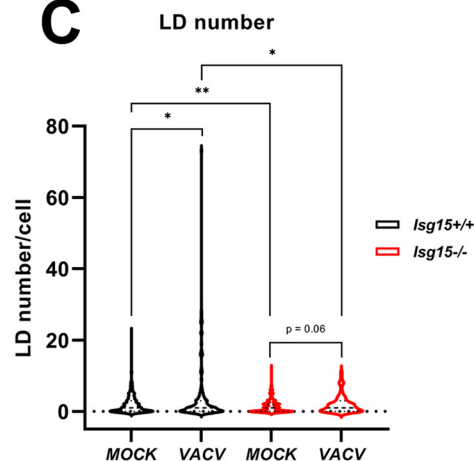 C
LD number
*
**
*
80
60
40
20
0
LD number/cell
Isg15+/+
Isg15-/-
p = 0.06
MOCK VACV MOCK VACV